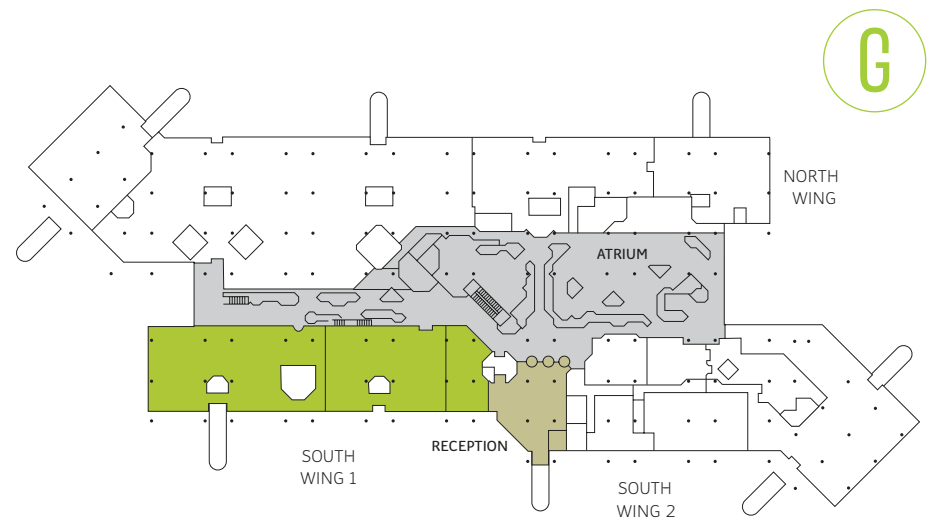 G
NORTH
WING
ATRIUM
RECEPTION
SOUTH
WING 1
SOUTH
WING 2